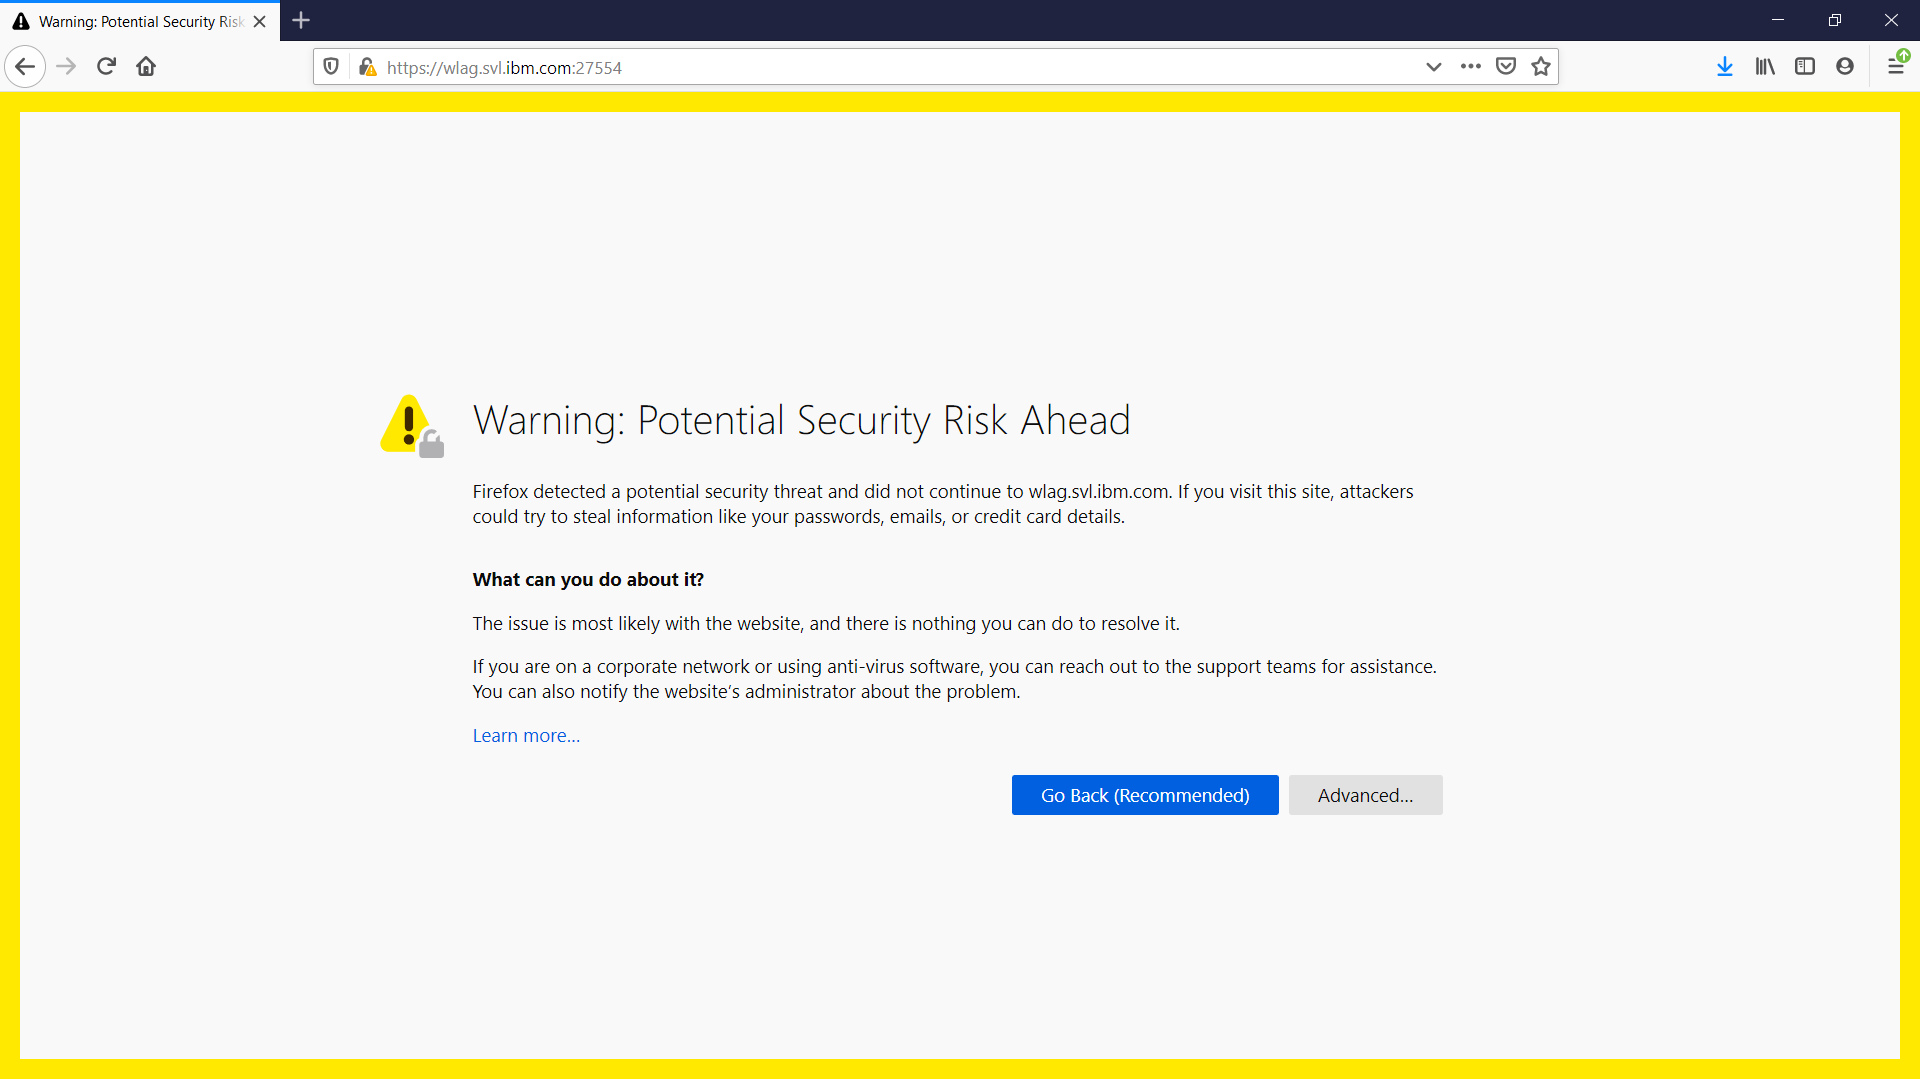 Warning: Potential Security Risk
https://wlag.svl.ibm.com:27554
Warning: Potential Security Risk Ahead
Firefox detected a potential security threat and did not continue to wlag.svl.ibm.com. If you visit this site, attackers
could try to steal information like your passwords, emails, or credit card details.
What can you do about it?
The issue is most likely with the website, and there is nothing you can do to resolve it.
If you are on a corporate network or using anti-virus software, you can reach out to the support teams for assistance.
You can also notify the website’s administrator about the problem.
Learn more…
Go Back (Recommended)
Advanced…